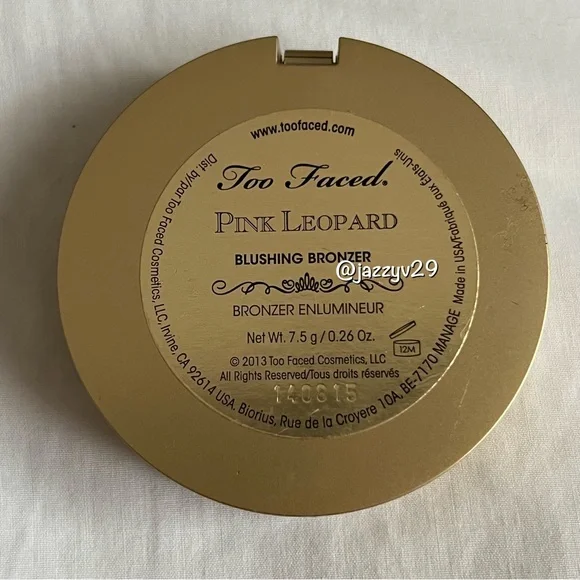 www.toofaced.com
Too Faced.
PINK LEOPARD
BLUSHING BRONZER
@jazzyv29
BRONZER ENLUMINEUR
Net Wt. 7.5 g / 0.26 Oz.
12M
© 2013 Too Faced Cosmetics, LLC
All Rights Reserved/Tous droits réservés
140615
Dist. by/par Too Faced Cosmetics, LLC, Irvine, CA 92614 USA. Biorius, Rue de la Croyere 10A, BE-7170 MANAGE Made in USA/Fabriqué aux États-Unis